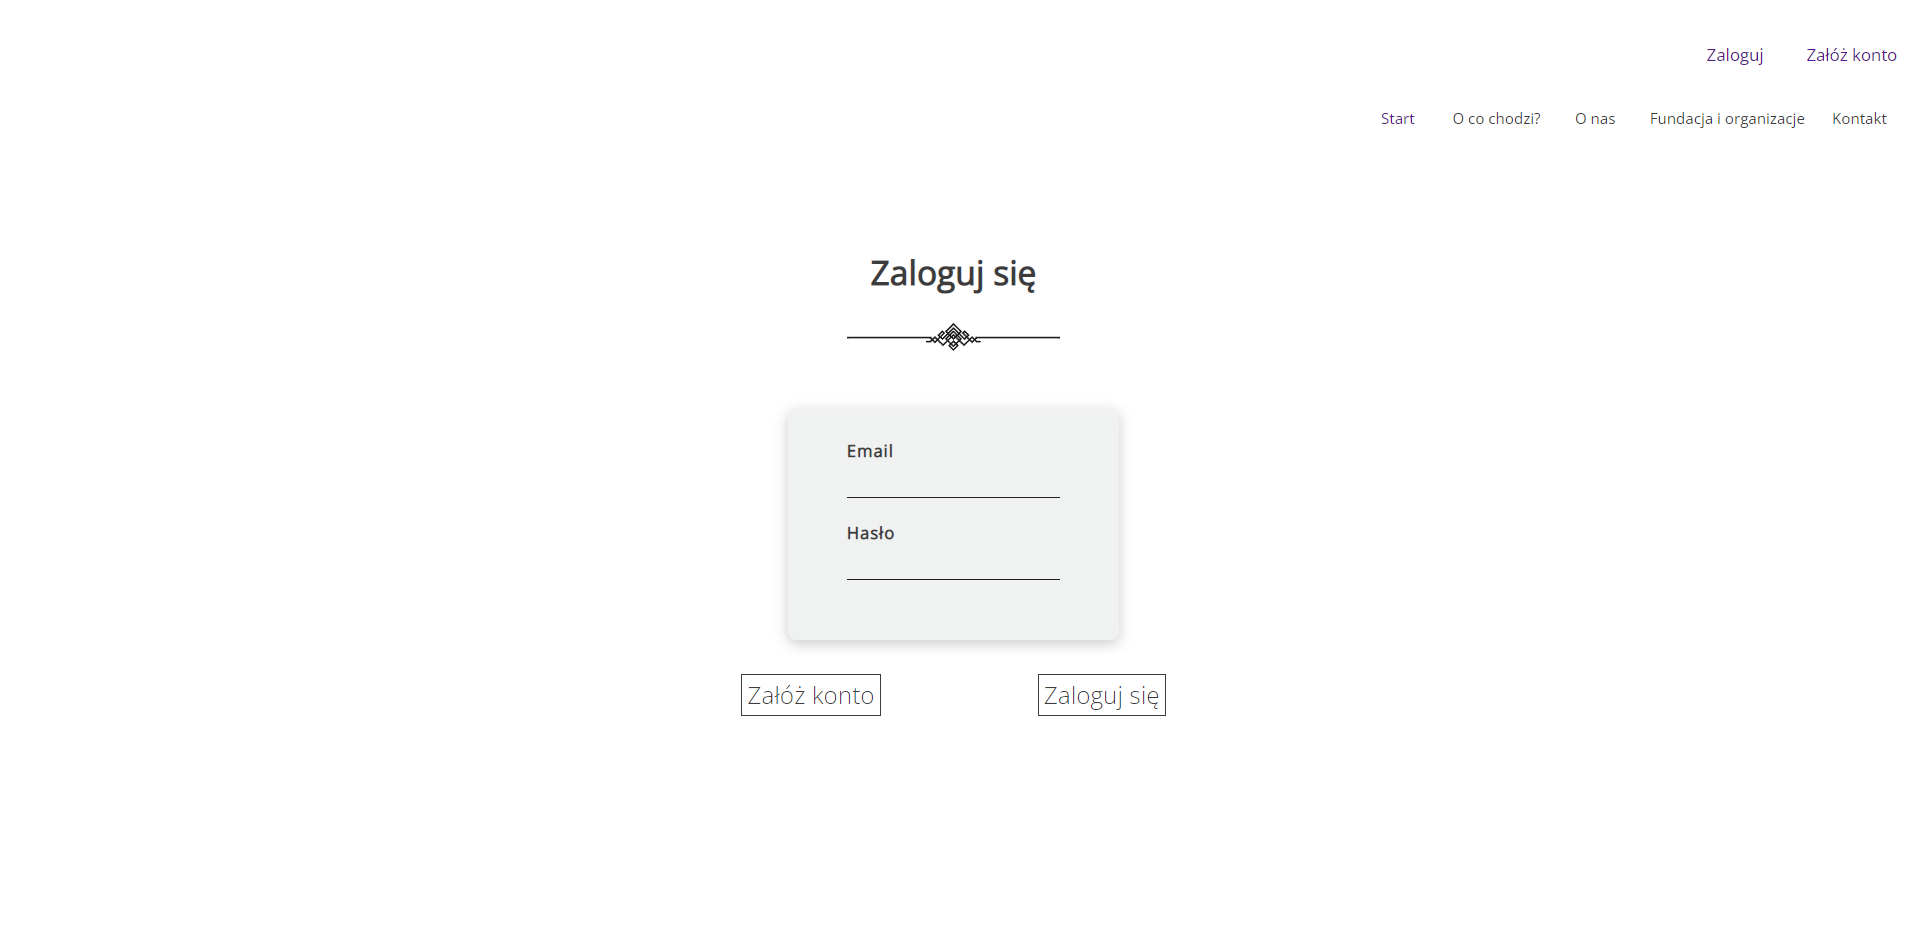 Zaloguj Załóż konto
Start O co chodzi? O nas Fundacja i organizacje Kontakt
Zaloguj się
Email
Hasło
Załóż konto Zaloguj się